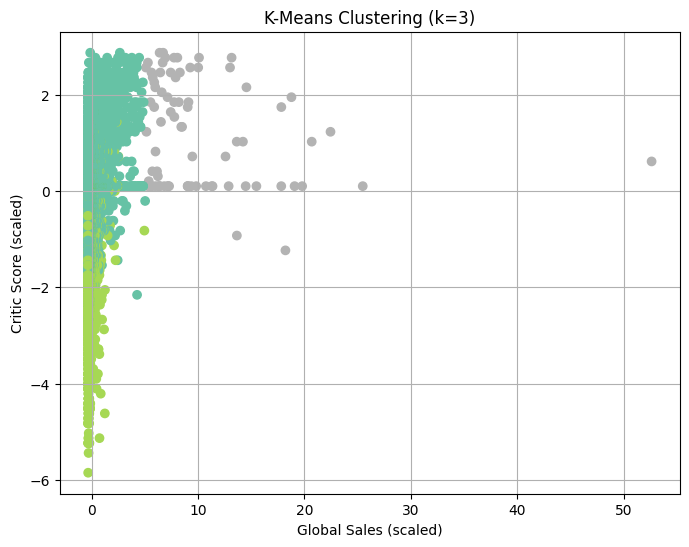 K-Means Clustering (k=3)
Critic Score (scaled)
2
0
−2
−4
−6
0 10 20 30 40 50
Global Sales (scaled)